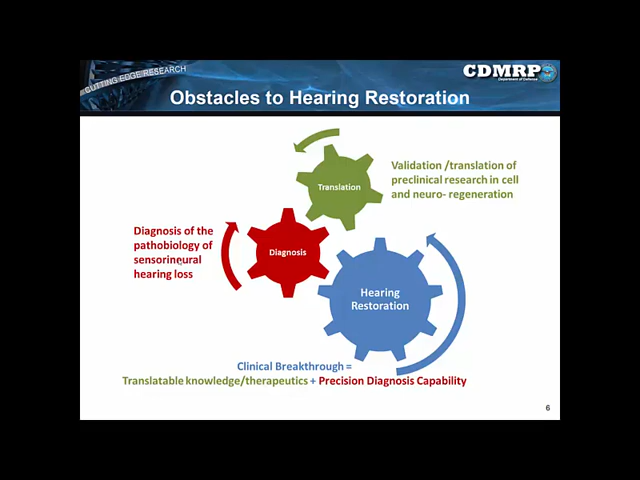 CUTTING EDGE RESEARCH
CDMRP
Department of Defense
Obstacles to Hearing Restoration
Translation
Validation /translation of
preclinical research in cell
and neuro- regeneration
Diagnosis of the
pathobiology of
sensorineural
hearing loss
Diagnosis
Hearing
Restoration
Clinical Breakthrough =
Translatable knowledge/therapeutics + Precision Diagnosis Capability
6